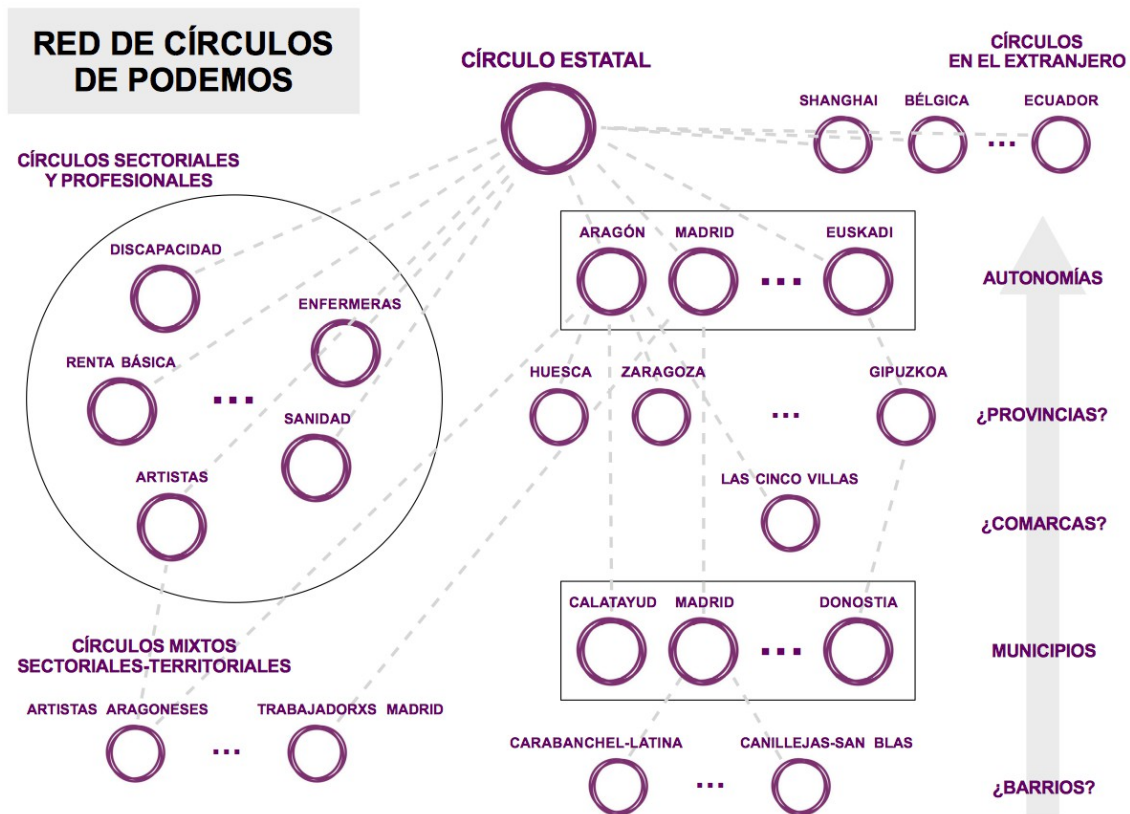 RED DE CÍRCULOS
DE PODEMOS
CÍRCULO ESTATAL
CÍRCULOS
EN EL EXTRANJERO
SHANGHAI
BÉLGICA
...
ECUADOR
CÍRCULOS SECTORIALES
Y PROFESIONALES
DISCAPACIDAD
ENFERMERAS
RENTA BÁSICA
...
SANIDAD
ARTISTAS
ARAGÓN
MADRID
...
EUSKADI
AUTONOMÍAS
HUESCA
ZARAGOZA
...
GIPUZKOA
¿PROVINCIAS?
LAS CINCO VILLAS
¿COMARCAS?
CALATAYUD
MADRID
...
DONOSTIA
MUNICIPIOS
CÍRCULOS MIXTOS
SECTORIALES-TERRITORIALES
ARTISTAS ARAGONESES
...
TRABAJADORXS MADRID
CARABANCHEL-LATINA
...
CANILLEJAS-SAN BLAS
¿BARRIOS?